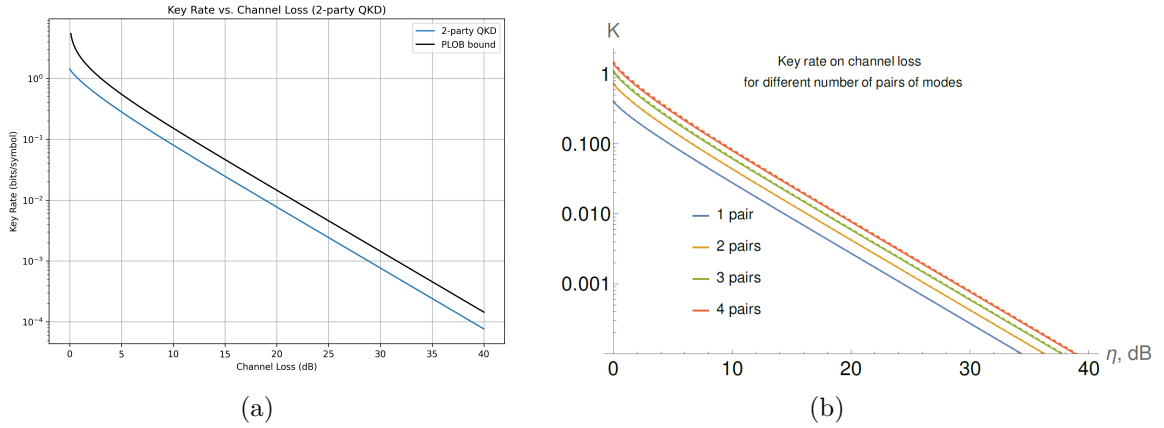 Key Rate vs. Channel Loss (2-party QKD)
2-party QKD
PLOB bound
Key Rate (bits/symbol)
10⁰
10⁻¹
10⁻²
10⁻³
10⁻⁴
0 5 10 15 20 25 30 35 40
Channel Loss (dB)
(a)
K
Key rate on channel loss
for different number of pairs of modes
1
0.100
0.010
0.001
1 pair
2 pairs
3 pairs
4 pairs
0 10 20 30 40
η, dB
(b)